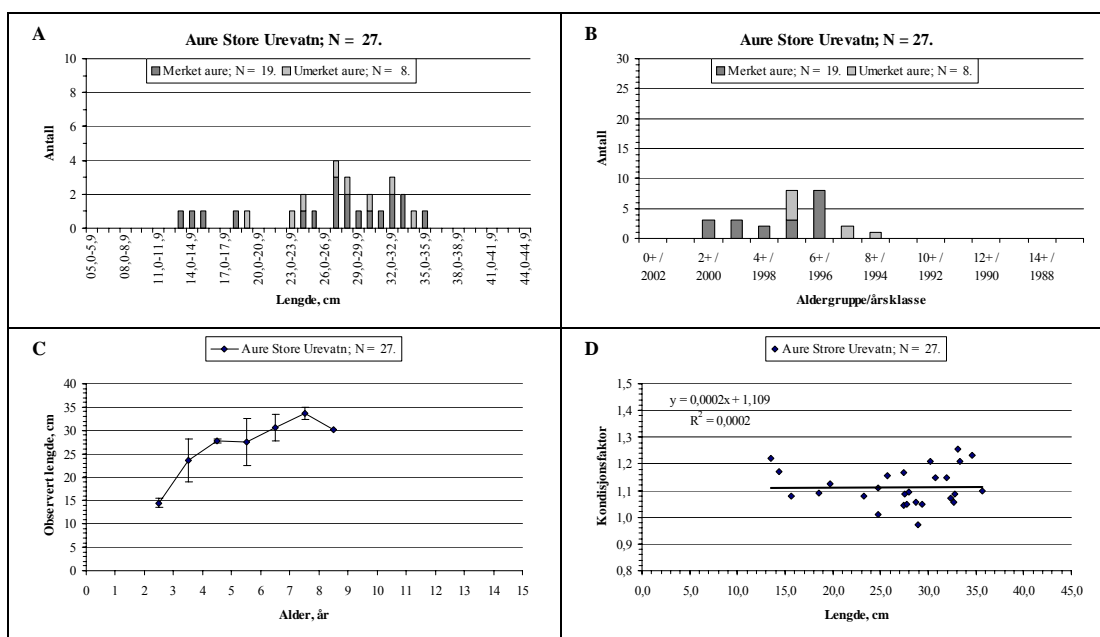 A
Aure Store Urevatn; N = 27.
Merket aure; N = 19. Umerket aure; N = 8.
Antall
10
8
6
4
2
0
05,0-5,9
08,0-8,9
11,0-11,9
14,0-14,9
17,0-17,9
20,0-20,9
23,0-23,9
26,0-26,9
29,0-29,9
32,0-32,9
35,0-35,9
38,0-38,9
41,0-41,9
44,0-44,9
Lengde, cm
B
Aure Store Urevatn; N = 27.
Merket aure; N = 19. Umerket aure; N = 8.
Antall
30
25
20
15
10
5
0
0+ / 2+ / 4+ / 6+ / 8+ / 10+ / 12+ / 14+ /
2002 2000 1998 1996 1994 1992 1990 1988
Aldergruppe/årsklasse
C
Aure Store Urevatn; N = 27.
Observert lengde, cm
40
35
30
25
20
15
10
5
0
0 1 2 3 4 5 6 7 8 9 10 11 12 13 14 15
Alder, år
D
Aure Strore Urevatn; N = 27.
Kondisjonsfaktor
1,5
1,4
1,3
1,2
1,1
1,0
0,9
0,8
y = 0,0002x + 1,109
R² = 0,0002
0,0 5,0 10,0 15,0 20,0 25,0 30,0 35,0 40,0 45,0
Lengde, cm